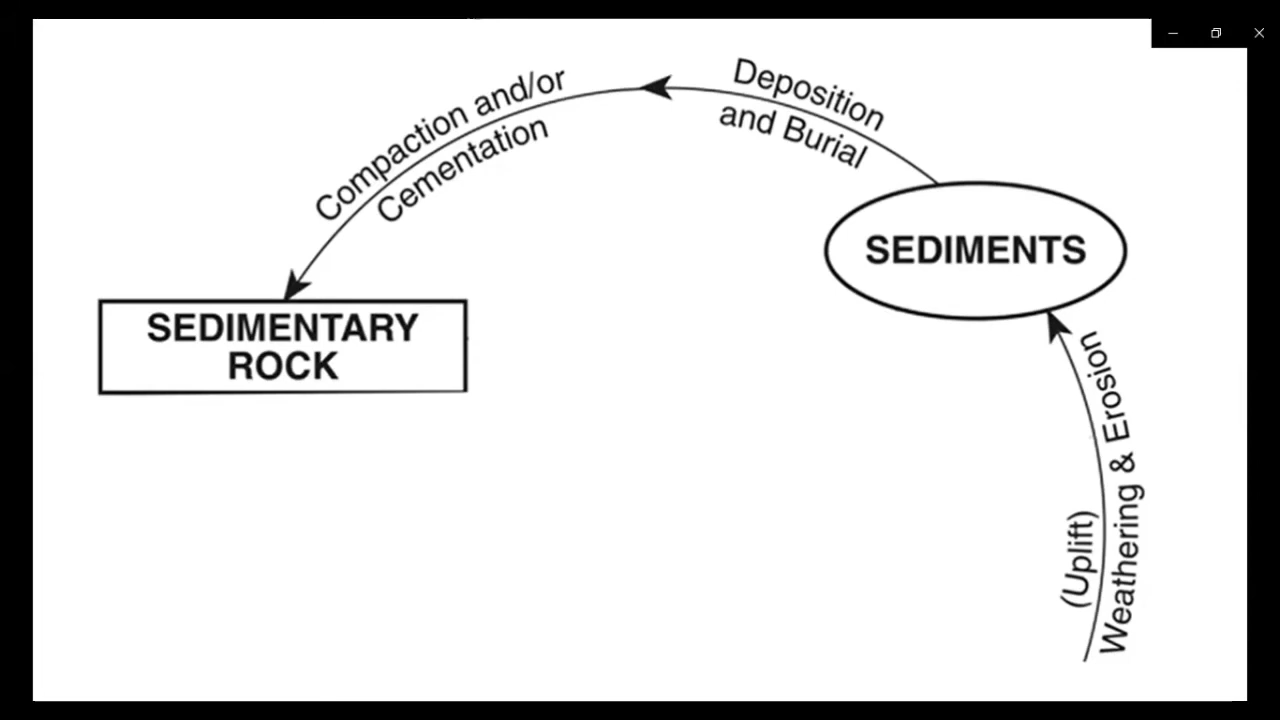 Compaction and/or
Cementation
Deposition
and Burial
SEDIMENTS
SEDIMENTARY
ROCK
(Uplift)
Weathering & Erosion